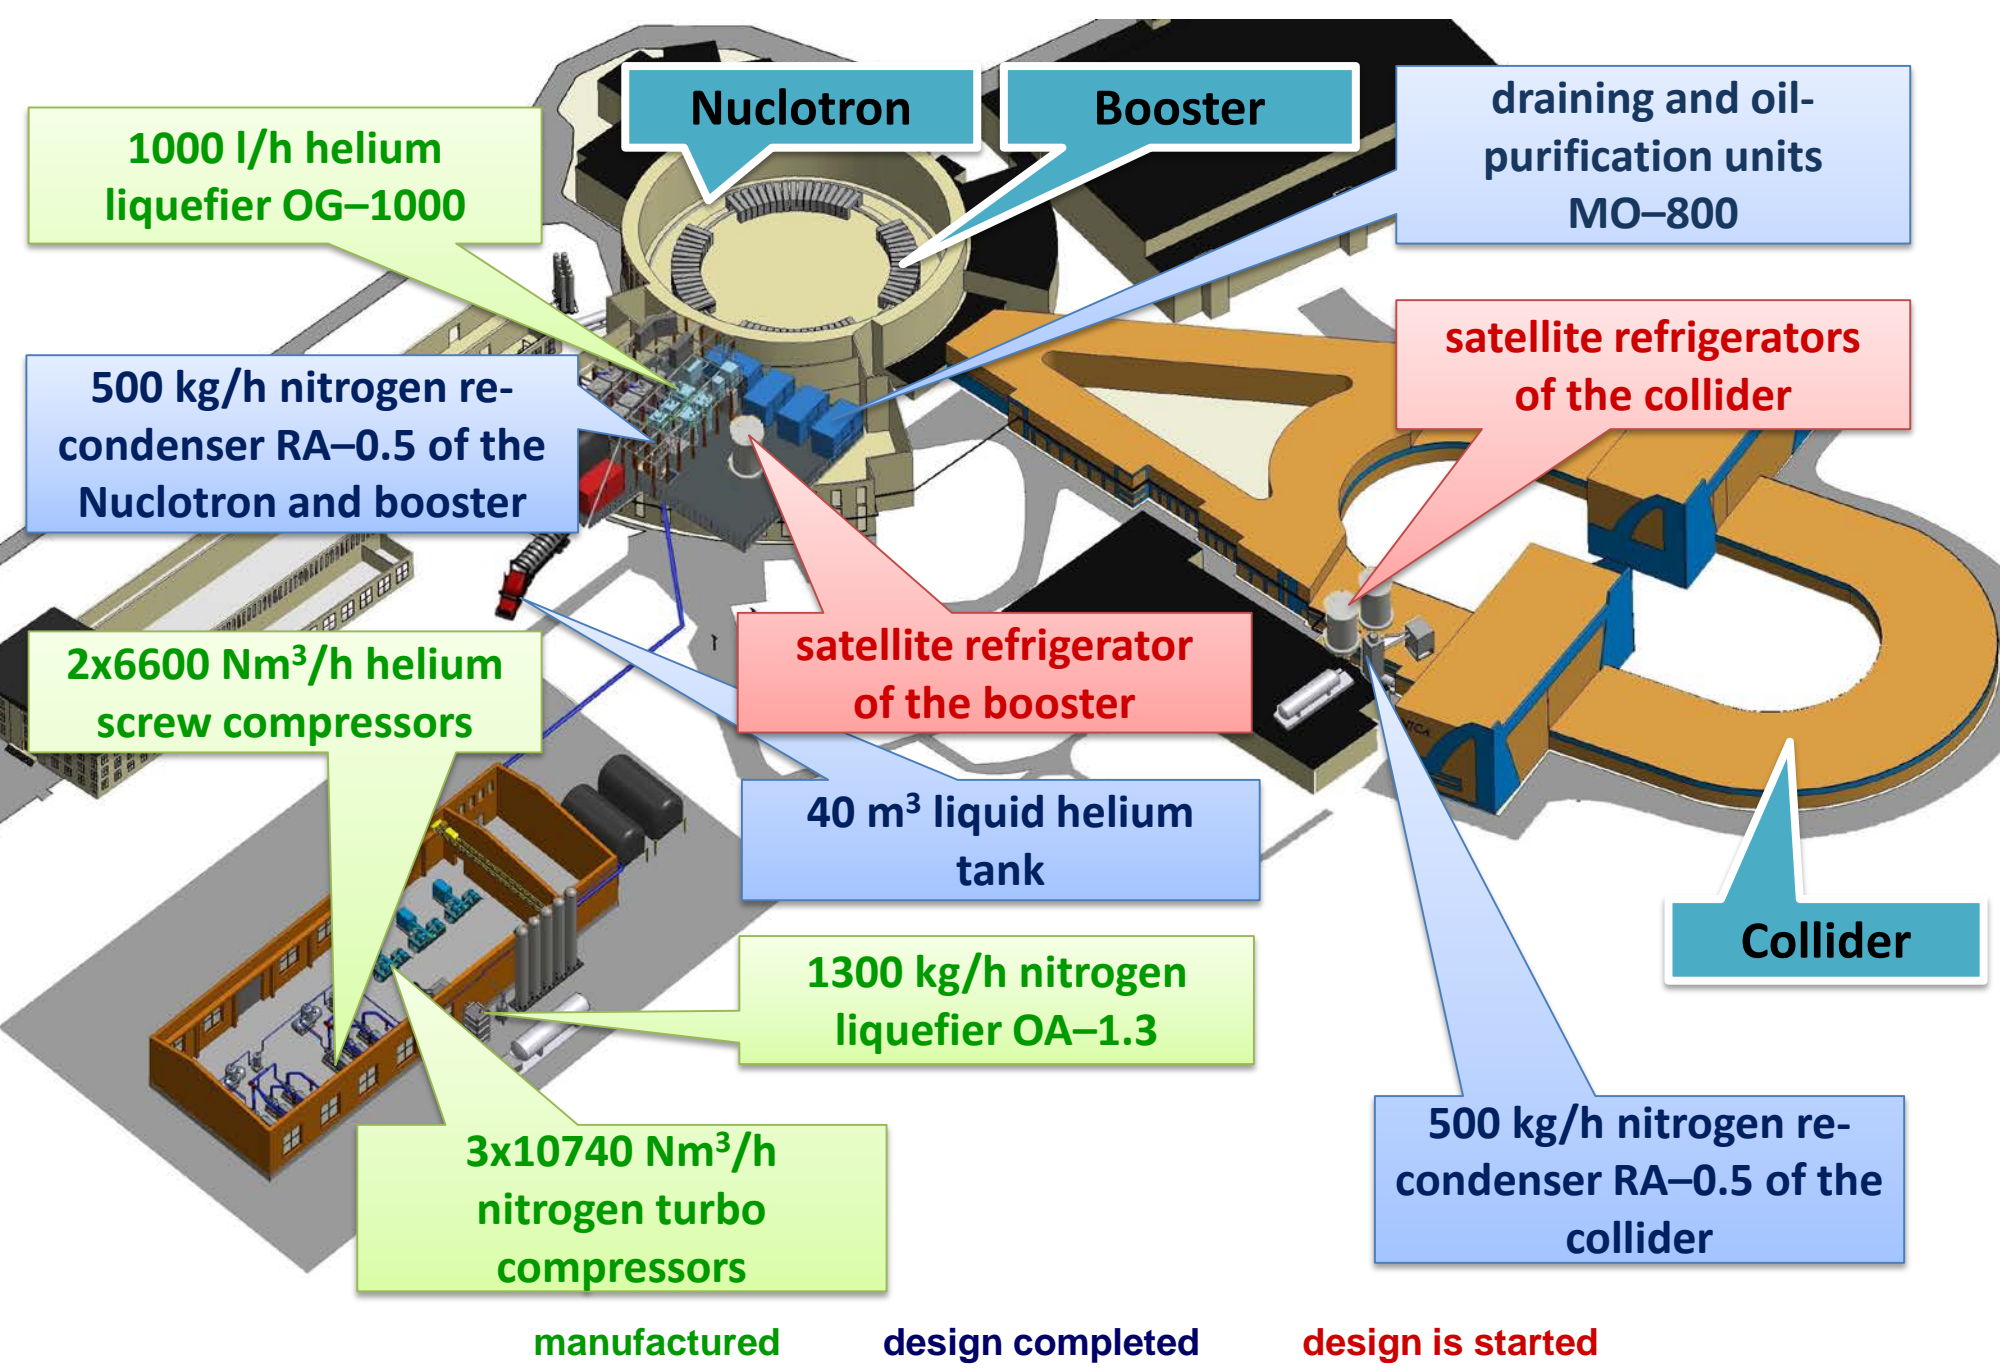 Nuclotron
Booster
draining and oil-
purification units
MO–800
1000 l/h helium
liquefier OG–1000
satellite refrigerators
of the collider
500 kg/h nitrogen re-
condenser RA–0.5 of the
Nuclotron and booster
2x6600 Nm³/h helium
screw compressors
satellite refrigerator
of the booster
40 m³ liquid helium
tank
NICA
Collider
1300 kg/h nitrogen
liquefier OA–1.3
3x10740 Nm³/h
nitrogen turbo
compressors
500 kg/h nitrogen re-
condenser RA–0.5 of the
collider
manufactured
design completed
design is started